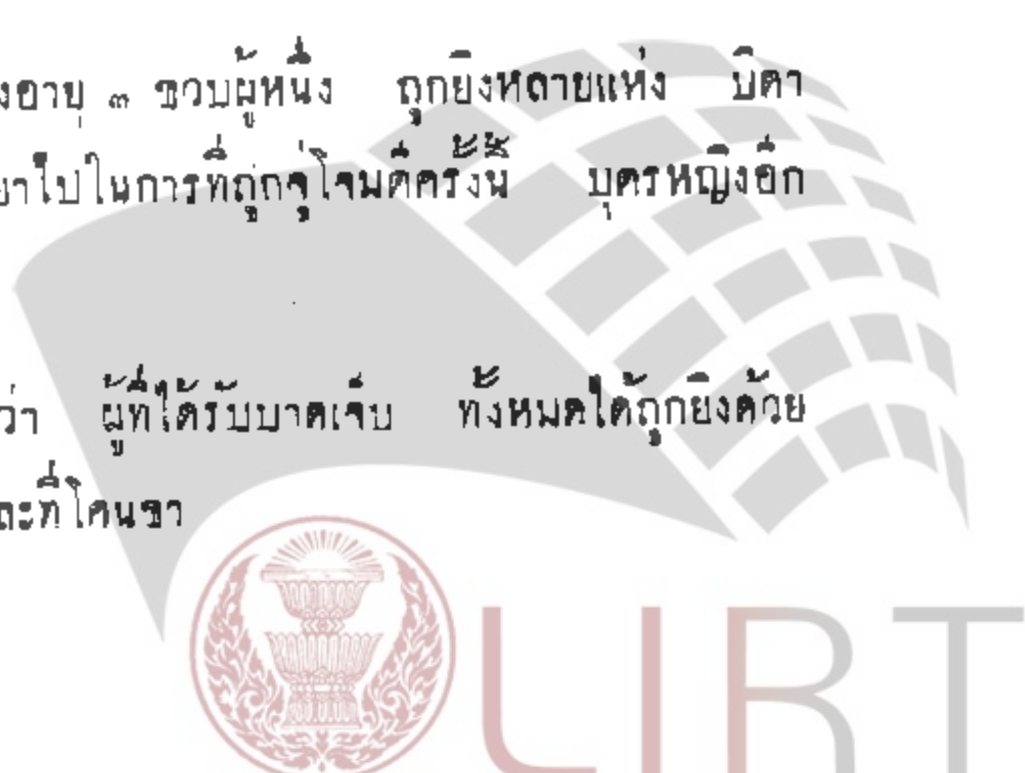 งอายุ ๓ ขวบผู้หนึ่ง ถูกยิงหลายแห่ง บิดา
ยาไปในการที่ถูกจู่โจมตีครั้งนี้ บุตรหญิงอีก
ว่า ผู้ที่ได้รับบาดเจ็บ ทั้งหมดได้ถูกยิงด้วย
ละที่โคนขา
LIRT